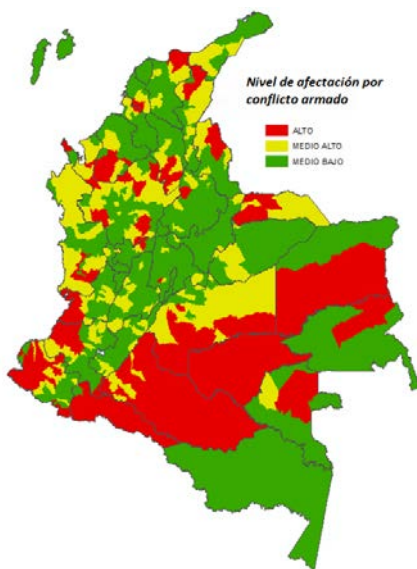 Nivel de afectación por
conflicto armado
ALTO
MEDIO ALTO
MEDIO BAJO